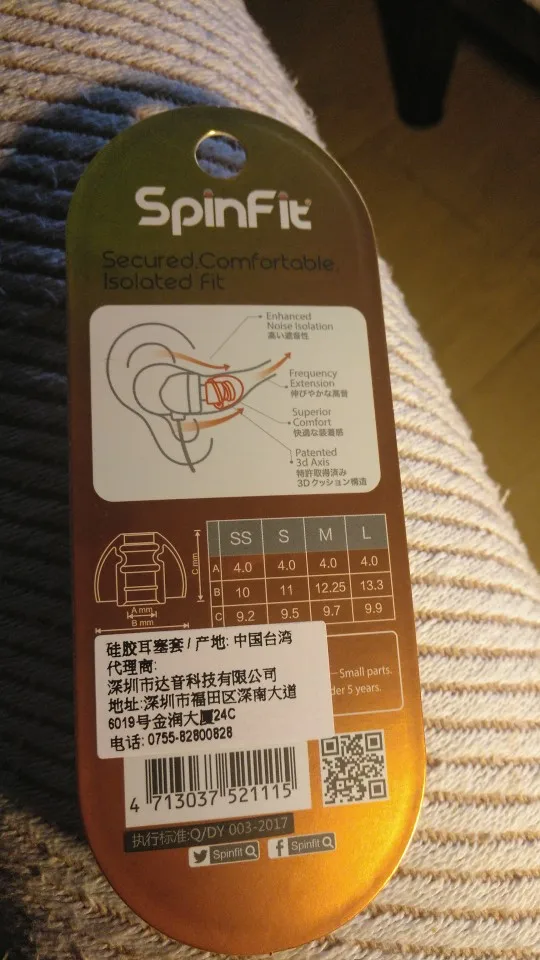 SpinFit
Secured.Comfortable.
Isolated fit
Enhanced
Noise Isolation
高い遮音性
Frequency
Extension
伸びやかな高音
Superior
Comfort
快適な装着感
Patented
3d Axis
特許取得済み
3Dクッション構造
SS S M L
A 4.0 4.0 4.0 4.0
B 10 11 12.25 13.3
C 9.2 9.5 9.7 9.9
C mm
A mm
B mm
硅胶耳塞套 / 产地: 中国台湾
代理商:
深圳市达音科技有限公司
地址:深圳市福田区深南大道
6019号金润大厦24C
电话: 0755-82800828
Small parts.
5 years.
4 713037 521115
执行标准:Q/DY 003-2017
Spinfit
Spinfit